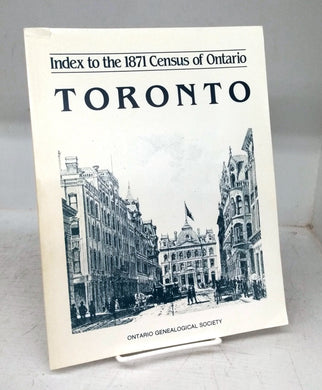 Index to the 1871 Census of Ontario
TORONTO
ONTARIO GENEALOGICAL SOCIETY